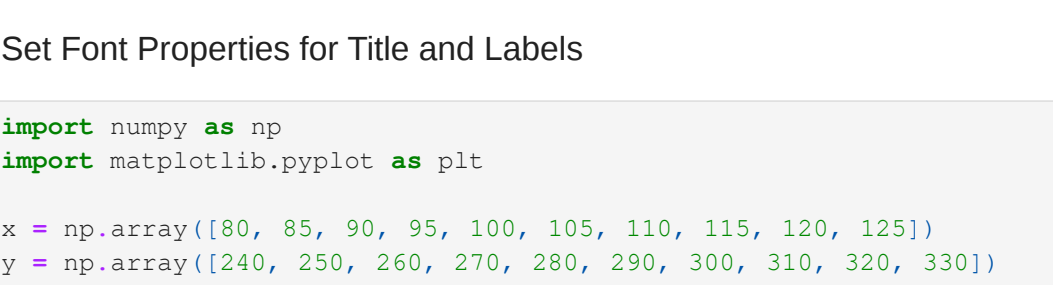 Set Font Properties for Title and Labels
import numpy as np
import matplotlib.pyplot as plt
x = np.array([80, 85, 90, 95, 100, 105, 110, 115, 120, 125])
y = np.array([240, 250, 260, 270, 280, 290, 300, 310, 320, 330])